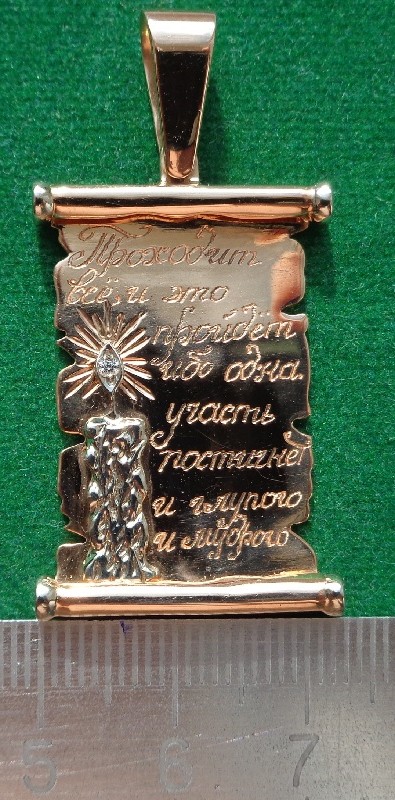 Проходит
всё, и это
пройдёт
ибо одна
участь
постигнет
и глупого
и мудрого
5 6 7